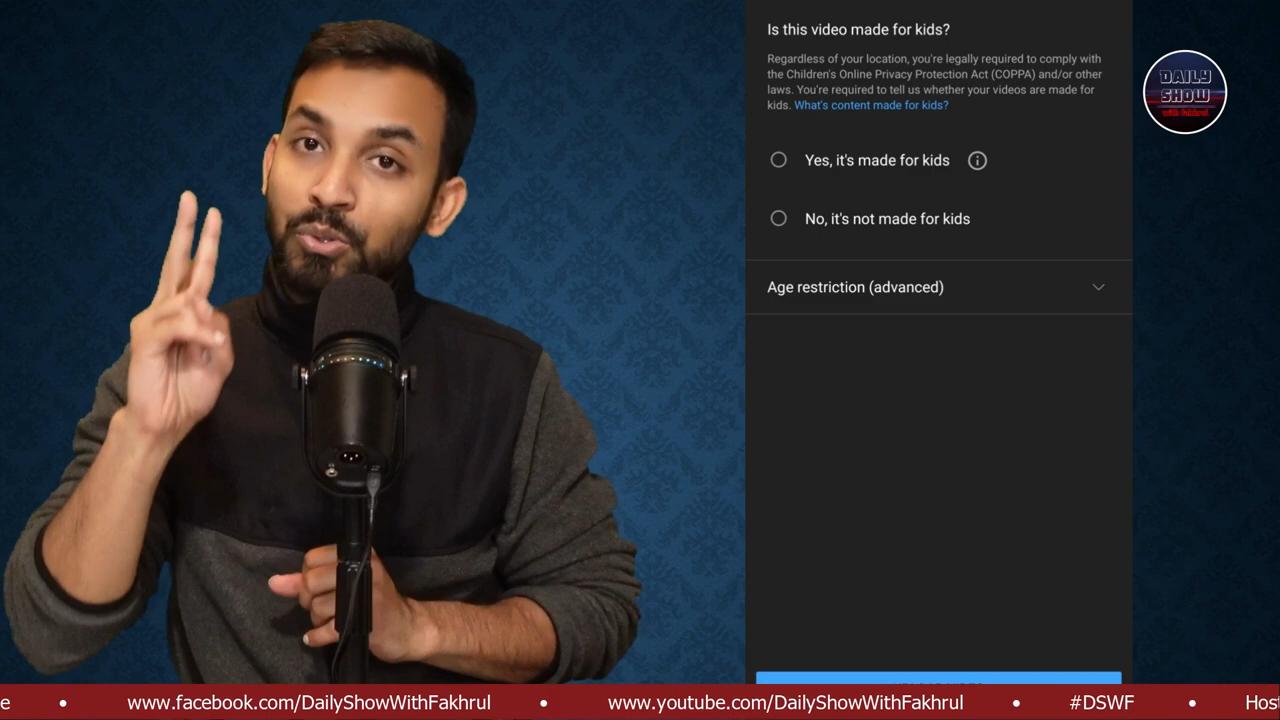 Is this video made for kids?
Regardless of your location, you're legally required to comply with
the Children's Online Privacy Protection Act (COPPA) and/or other
laws. You're required to tell us whether your videos are made for
kids. What's content made for kids?
Yes, it's made for kids
No, it's not made for kids
Age restriction (advanced)
DAILY
SHOW
with fakhrul
e • www.facebook.com/DailyShowWithFakhrul • www.youtube.com/DailyShowWithFakhrul • #DSWF • Host